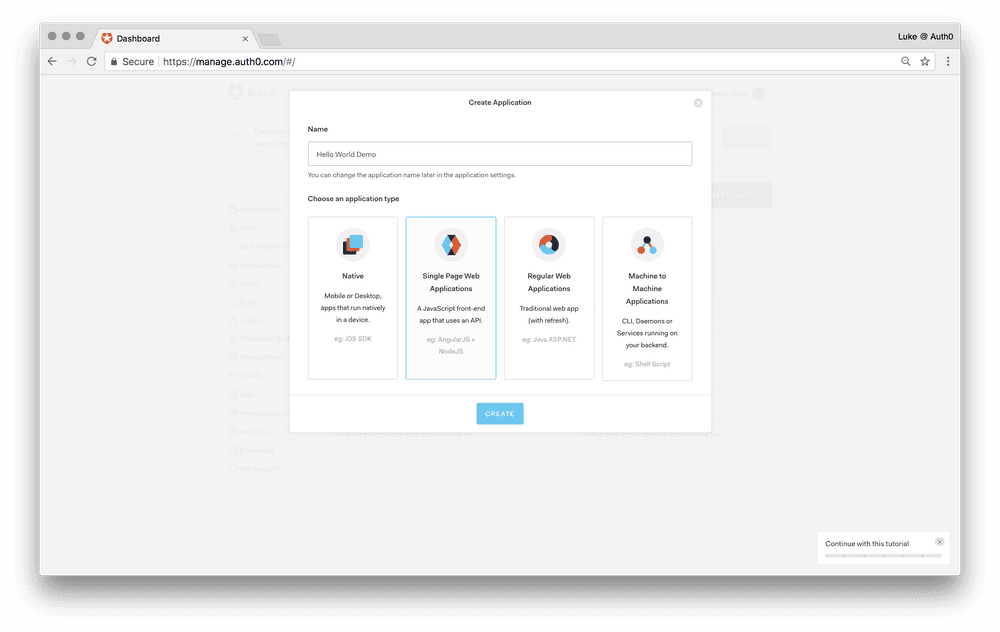 Dashboard
Luke @ Auth0
Secure
https://manage.auth0.com/#/
Auth0
Create Application
Name
Hello World Demo
You can change the application name later in the application settings.
Choose an application type
Native
Mobile or Desktop,
apps that run natively
in a device.
eg: iOS SDK
Single Page Web
Applications
A JavaScript front-end
app that uses an API.
eg: AngularJS +
NodeJS
Regular Web
Applications
Traditional web app
(with refresh).
eg: Java ASP.NET
Machine to
Machine
Applications
CLI, Daemons or
Services running on
your backend.
eg: Shell Script
CREATE
Continue with this tutorial